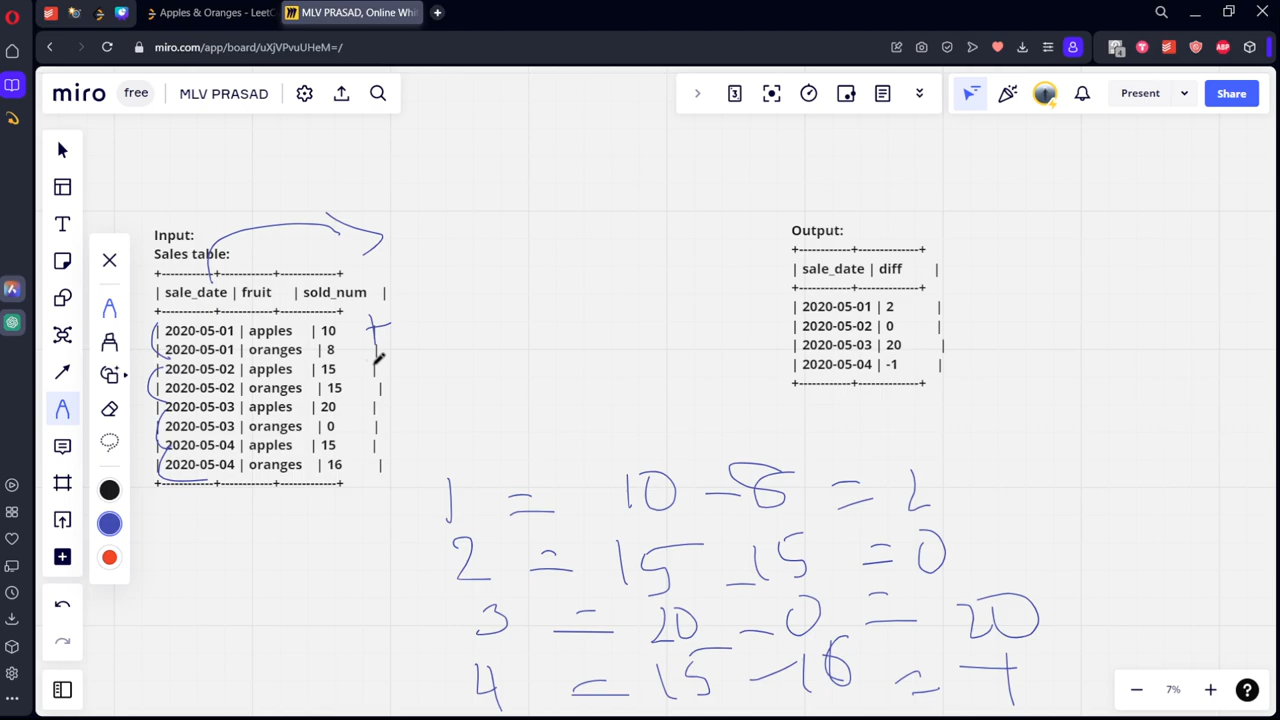 Apples & Oranges - LeetC
MLV PRASAD, Online Whi
miro.com/app/board/uXjVPvuUHeM=/
miro free MLV PRASAD
3
Present
Share
Input:
Sales table:
+-----------+-----------+------------+
| sale_date | fruit | sold_num |
+-----------+-----------+------------+
| 2020-05-01 | apples | 10 |
| 2020-05-01 | oranges | 8 |
| 2020-05-02 | apples | 15 |
| 2020-05-02 | oranges | 15 |
| 2020-05-03 | apples | 20 |
| 2020-05-03 | oranges | 0 |
| 2020-05-04 | apples | 15 |
| 2020-05-04 | oranges | 16 |
+-----------+-----------+------------+
Output:
+-----------+-------------+
| sale_date | diff |
+-----------+-------------+
| 2020-05-01 | 2 |
| 2020-05-02 | 0 |
| 2020-05-03 | 20 |
| 2020-05-04 | -1 |
+-----------+-------------+
1 = 10 - 8 = 2
2 = 15 - 15 = 0
3 = 20 - 0 = 20
4 = 15 - 16 = -1
7%